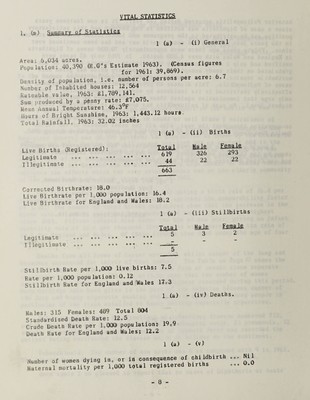 VITAL STATISTICS
1. (a) Summary of Statistics
1 (a) - (i) General
Area: 6,034 acres.
Population: 40,390 (R.G's Estimate 1963). (Census figures
for 1961: 39,869).
Density of population, i.e. number of persons per acre: 6.7
Number of Inhabited houses: 12,564
Rateable value, 1963: £1,789,141.
Sum produced by a penny rate: £7,075.
Mean Annual Temperature: 46.3°F
Hours of Bright Sunshine, 1963: 1,443.12 hours
Total Rainfall, 1963: 32.02 inches
1 (a) - (ii) Births
Live Births (Registered): Total Male Female
Legitimate ... ... ... ... ... 619 326 293
Illegitimate ... ... ... ... ... 44 22 22
663
Corrected Birthrate: 18.0
Live Birthrate per 1,000 population: 16.4
Live Birthrate for England and Wales: 18.2
1 (a) - (iii) Stillbirths
Total Male Female
Legitimate ... ... ... ... ... 5 3 2
Illegitimate ... ... ... ... ... - - -
5
Stillbirth Rate per 1,000 live births: 7.5
Rate per 1,000 population: 0.12
Stillbirth Rate for England and Wales 17.3
1 (a) - (iv) Deaths.
Males: 315 Females: 489 Total 804
Standardised Death Rate: 12.5
Crude Death Rate per 1,000 population: 19.9
Death Rate for England and Wales: 12.2
1 (a) - (v)
Number of women dying in, or in consequence of childbirth ... Nil
Maternal mortality per 1,000 total registered births ... 0.0
- 8 -